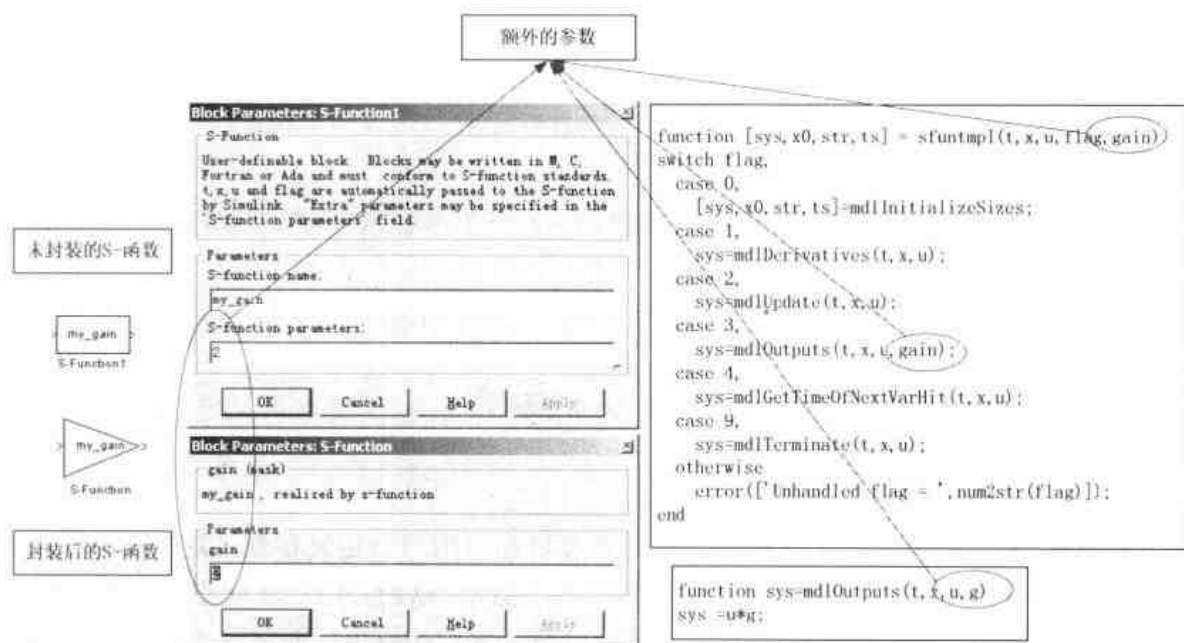 额外的参数
Block Parameters: S-Function1
S-Function
User-definable block. Blocks may be written in M, C,
Fortran or Ada and must conform to S-function standards.
t,x,u and flag are automatically passed to the S-function
by Simulink. "Extra" parameters may be specified in the
'S-function parameters' field.
Parameters
S-function name:
my_gain
S-function parameters:
OK Cancel Help Apply
未封装的S-函数
my_gain
S-Function1
my_gain
S-Function
封装后的S-函数
Block Parameters: S-Function
gain (mask)
my_gain, realized by s-function
Parameters
gain
OK Cancel Help Apply
function [sys,x0,str,ts] = sfuntmpl(t,x,u,flag,gain)
switch flag,
case 0,
[sys,x0,str,ts]=mdlInitializeSizes;
case 1,
sys=mdlDerivatives(t,x,u);
case 2,
sys=mdlUpdate(t,x,u);
case 3,
sys=mdlOutputs(t,x,u,gain);
case 4,
sys=mdlGetTimeOfNextVarHit(t,x,u);
case 9,
sys=mdlTerminate(t,x,u);
otherwise
error(['Unhandled flag = ',num2str(flag)]);
end
function sys=mdlOutputs(t,x,u,g)
sys =u*g;